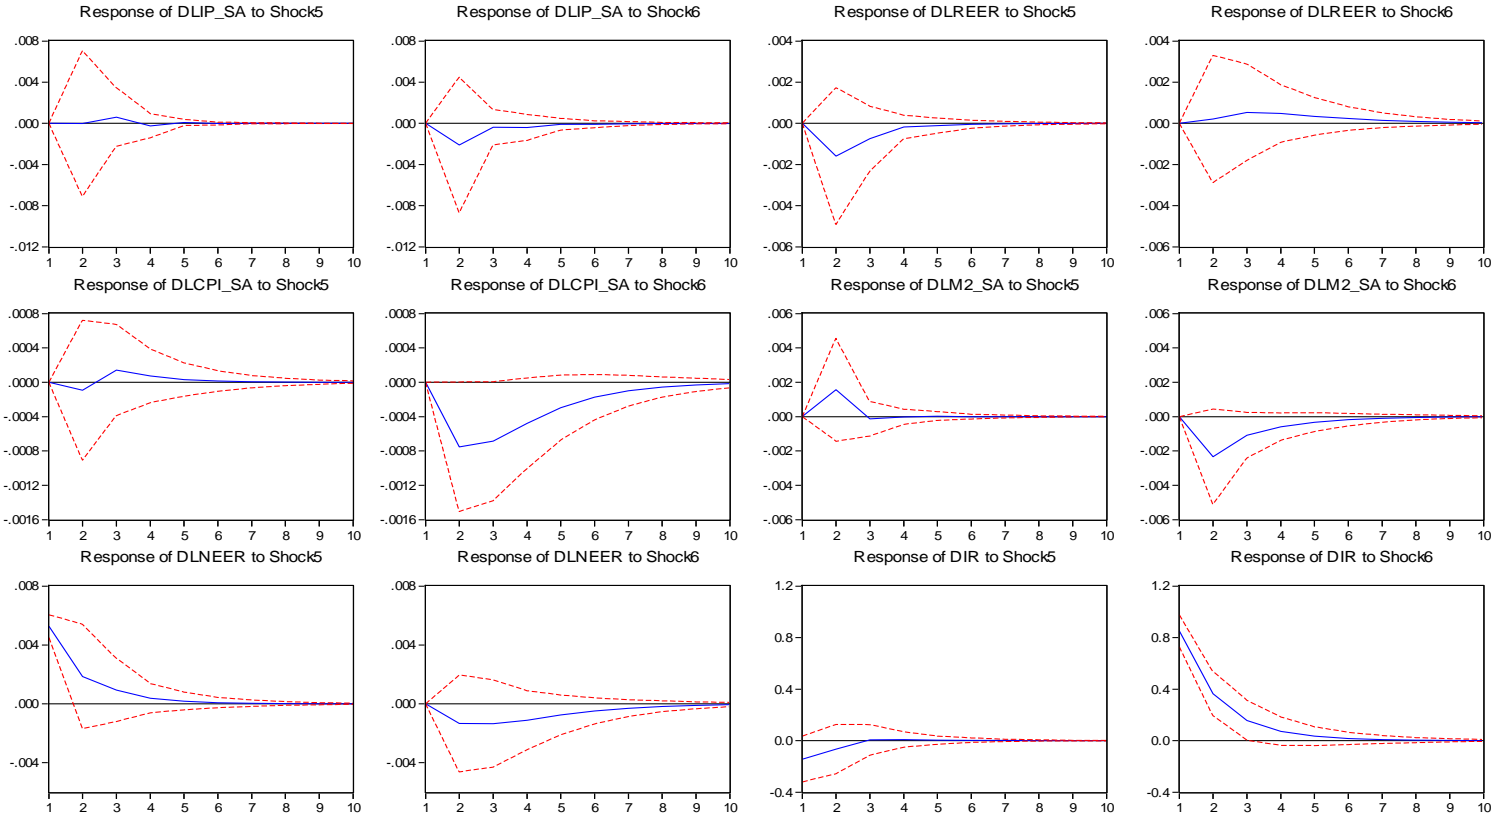 Response of DLIP_SA to Shock5
.008
.004
.000
-.004
-.008
-.012
1 2 3 4 5 6 7 8 9 10
Response of DLIP_SA to Shock6
.008
.004
.000
-.004
-.008
-.012
1 2 3 4 5 6 7 8 9 10
Response of DLREER to Shock5
.004
.002
.000
-.002
-.004
-.006
1 2 3 4 5 6 7 8 9 10
Response of DLREER to Shock6
.004
.002
.000
-.002
-.004
-.006
1 2 3 4 5 6 7 8 9 10
Response of DLCPI_SA to Shock5
.0008
.0004
.0000
-.0004
-.0008
-.0012
-.0016
1 2 3 4 5 6 7 8 9 10
Response of DLCPI_SA to Shock6
.0008
.0004
.0000
-.0004
-.0008
-.0012
-.0016
1 2 3 4 5 6 7 8 9 10
Response of DLM2_SA to Shock5
.006
.004
.002
.000
-.002
-.004
-.006
1 2 3 4 5 6 7 8 9 10
Response of DLM2_SA to Shock6
.006
.004
.002
.000
-.002
-.004
-.006
1 2 3 4 5 6 7 8 9 10
Response of DLNEER to Shock5
.008
.004
.000
-.004
1 2 3 4 5 6 7 8 9 10
Response of DLNEER to Shock6
.008
.004
.000
-.004
1 2 3 4 5 6 7 8 9 10
Response of DIR to Shock5
1.2
0.8
0.4
0.0
-0.4
1 2 3 4 5 6 7 8 9 10
Response of DIR to Shock6
1.2
0.8
0.4
0.0
-0.4
1 2 3 4 5 6 7 8 9 10